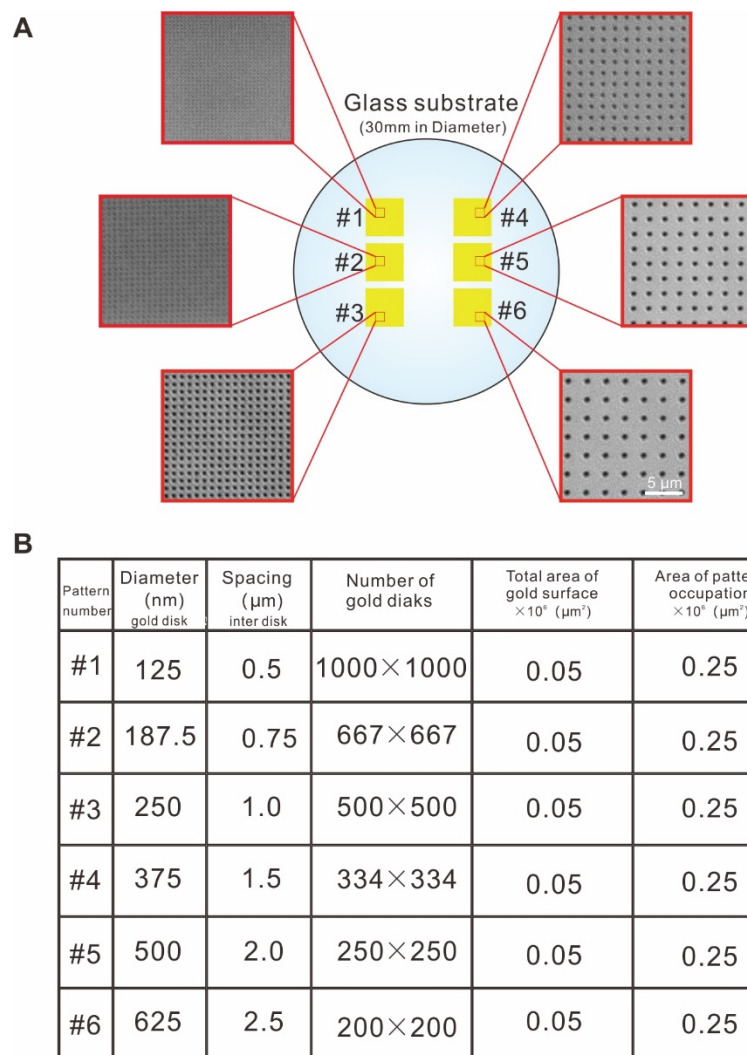 A
Glass substrate
(30mm in Diameter)
#1
#4
#2
#5
#3
#6
5 μm
B
Pattern number
Diameter (nm) gold disk
Spacing (μm) inter disk
Number of gold diaks
Total area of gold surface ×10⁶ (μm²)
Area of patte occupation ×10⁶ (μm²)
#1 125 0.5 1000×1000 0.05 0.25
#2 187.5 0.75 667×667 0.05 0.25
#3 250 1.0 500×500 0.05 0.25
#4 375 1.5 334×334 0.05 0.25
#5 500 2.0 250×250 0.05 0.25
#6 625 2.5 200×200 0.05 0.25